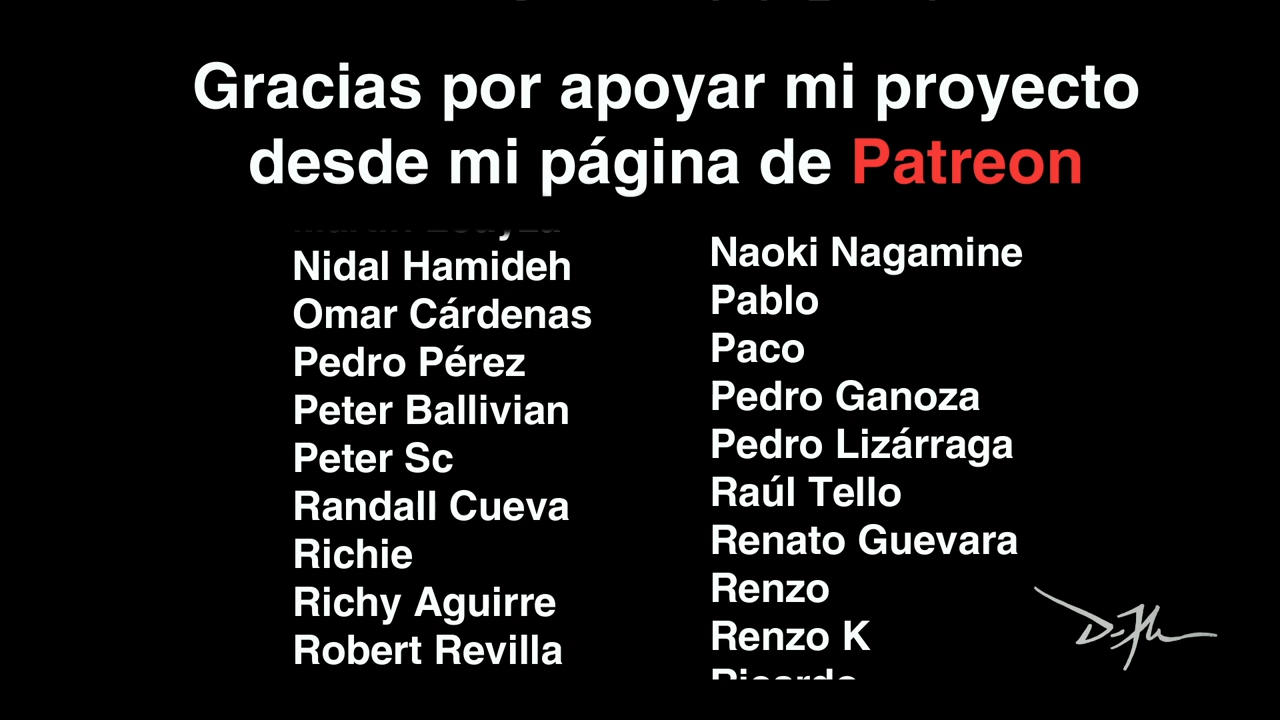 Gracias por apoyar mi proyecto
desde mi página de Patreon
Nidal Hamideh
Omar Cárdenas
Pedro Pérez
Peter Ballivian
Peter Sc
Randall Cueva
Richie
Richy Aguirre
Robert Revilla
Naoki Nagamine
Pablo
Paco
Pedro Ganoza
Pedro Lizárraga
Raúl Tello
Renato Guevara
Renzo
Renzo K